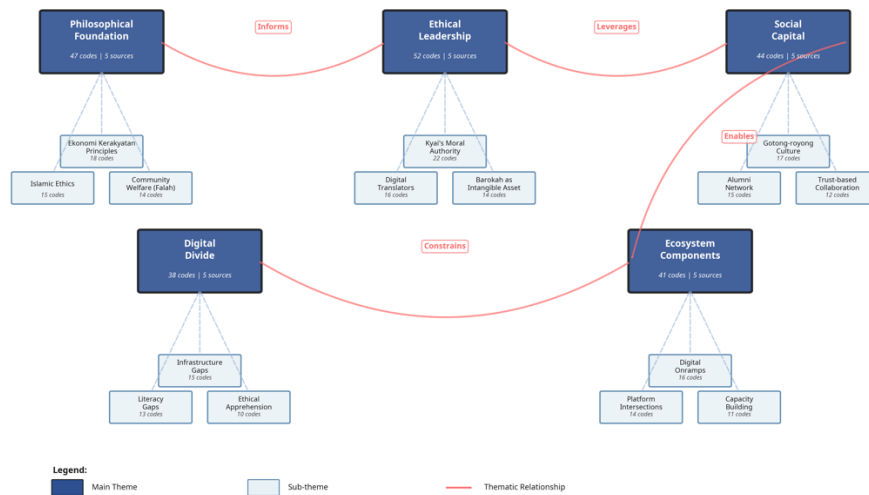 Philosophical
Foundation
47 codes | 5 sources
Informs
Ethical
Leadership
52 codes | 5 sources
Leverages
Social
Capital
44 codes | 5 sources
Ekonomi Kerakyatan
Principles
18 codes
Islamic Ethics
15 codes
Community
Welfare (Falah)
14 codes
Kyai's Moral
Authority
22 codes
Digital
Translators
16 codes
Barokah as
Intangible Asset
14 codes
Enables
Gotong-royong
Culture
17 codes
Alumni
Network
15 codes
Trust-based
Collaboration
12 codes
Digital
Divide
38 codes | 5 sources
Constrains
Ecosystem
Components
41 codes | 5 sources
Infrastructure
Gaps
15 codes
Literacy
Gaps
13 codes
Ethical
Apprehension
10 codes
Digital
Onramps
16 codes
Platform
Intersections
14 codes
Capacity
Building
11 codes
Legend:
Main Theme
Sub-theme
Thematic Relationship